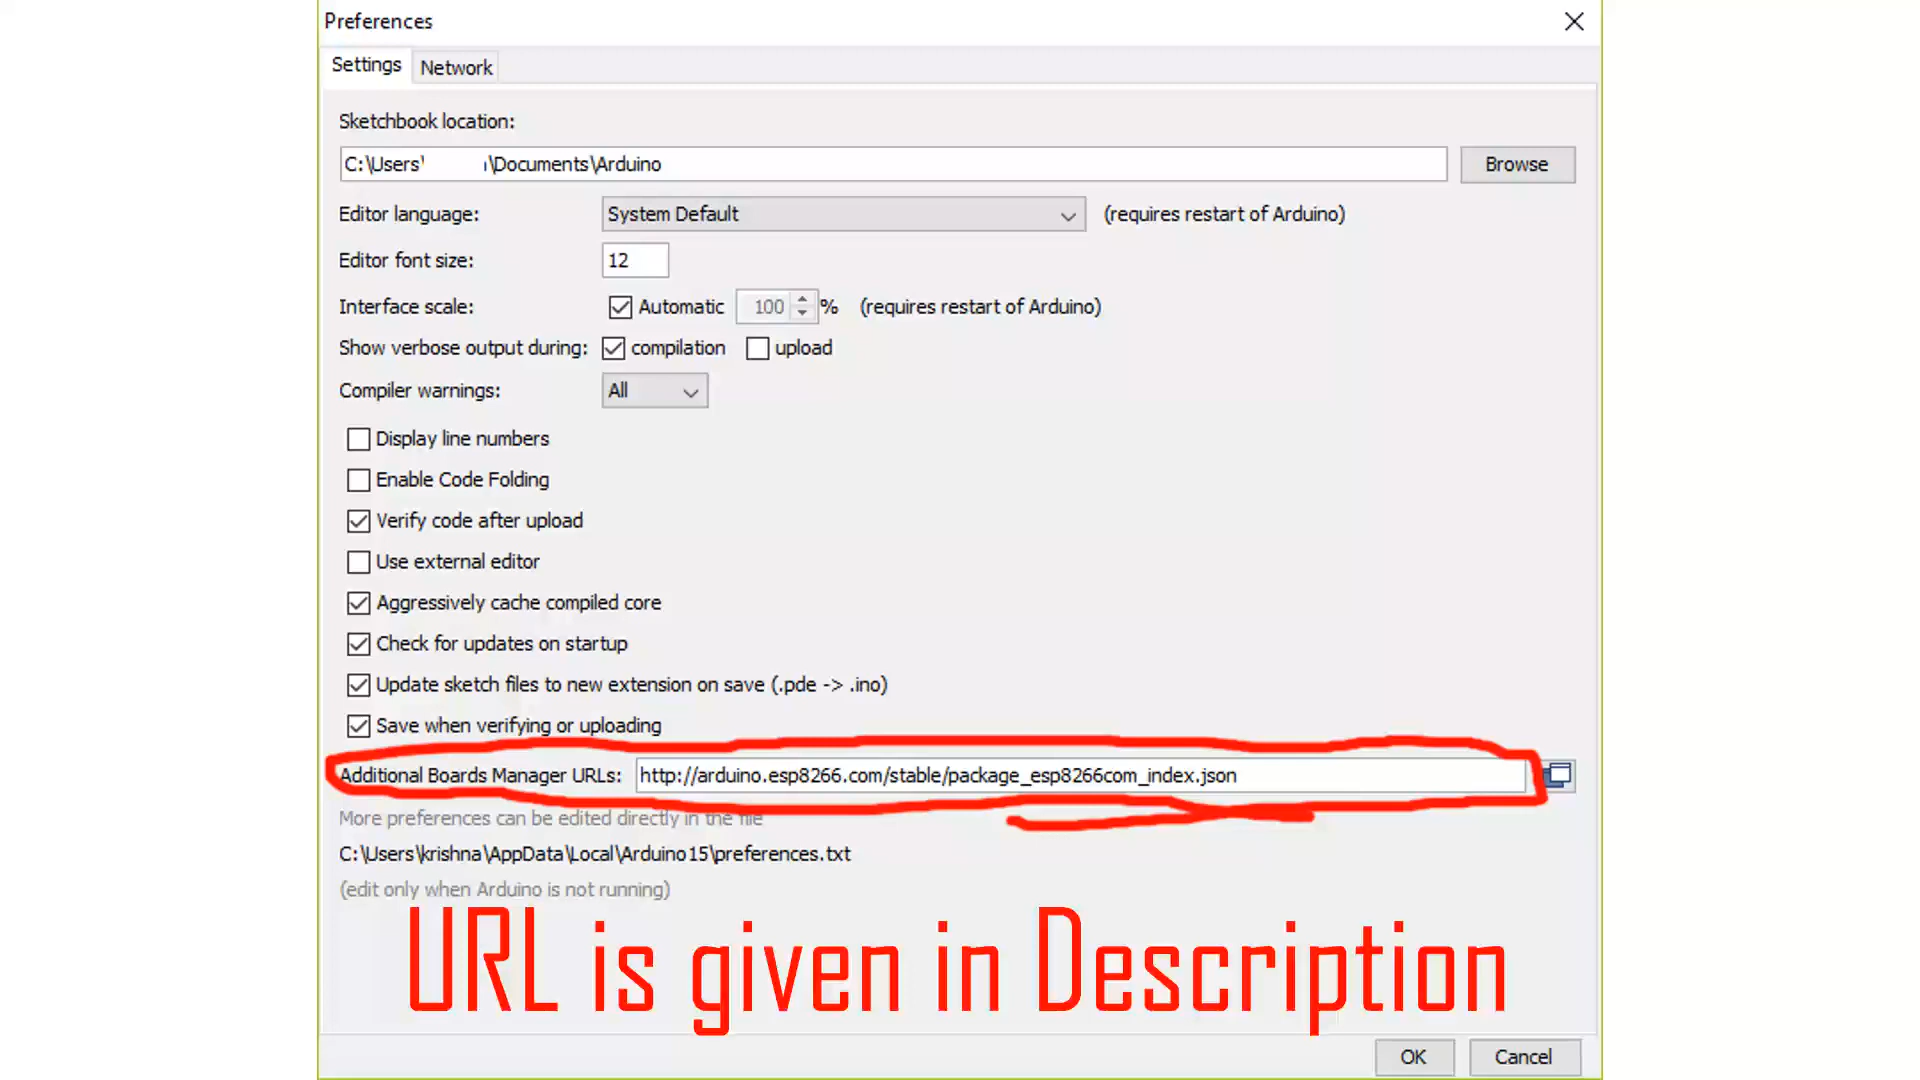 Preferences
Settings Network
Sketchbook location:
C:\Users' \Documents\Arduino Browse
Editor language: System Default (requires restart of Arduino)
Editor font size: 12
Interface scale: Automatic 100 % (requires restart of Arduino)
Show verbose output during: compilation upload
Compiler warnings: All
Display line numbers
Enable Code Folding
Verify code after upload
Use external editor
Aggressively cache compiled core
Check for updates on startup
Update sketch files to new extension on save (.pde -> .ino)
Save when verifying or uploading
Additional Boards Manager URLs: http://arduino.esp8266.com/stable/package_esp8266com_index.json
More preferences can be edited directly in the file
C:\Users\krishna\AppData\Local\Arduino15\preferences.txt
(edit only when Arduino is not running)
URL is given in Description
OK Cancel